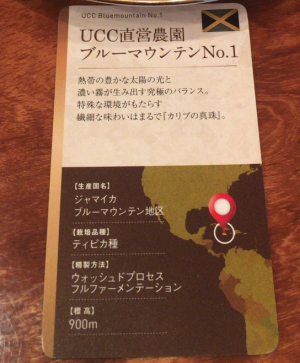 UCC Bluemountain No.1
UCC直営農園
ブルーマウンテンNo.1
熱帯の豊かな太陽の光と
濃い霧が生み出す究極のバランス。
特殊な環境がもたらす
繊細な味わいはまるで『カリブの真珠』。
【生産国名】
ジャマイカ
ブルーマウンテン地区
【栽培品種】
ティピカ種
【精製方法】
ウォッシュドプロセス
フルファーメンテーション
【標高】
900m